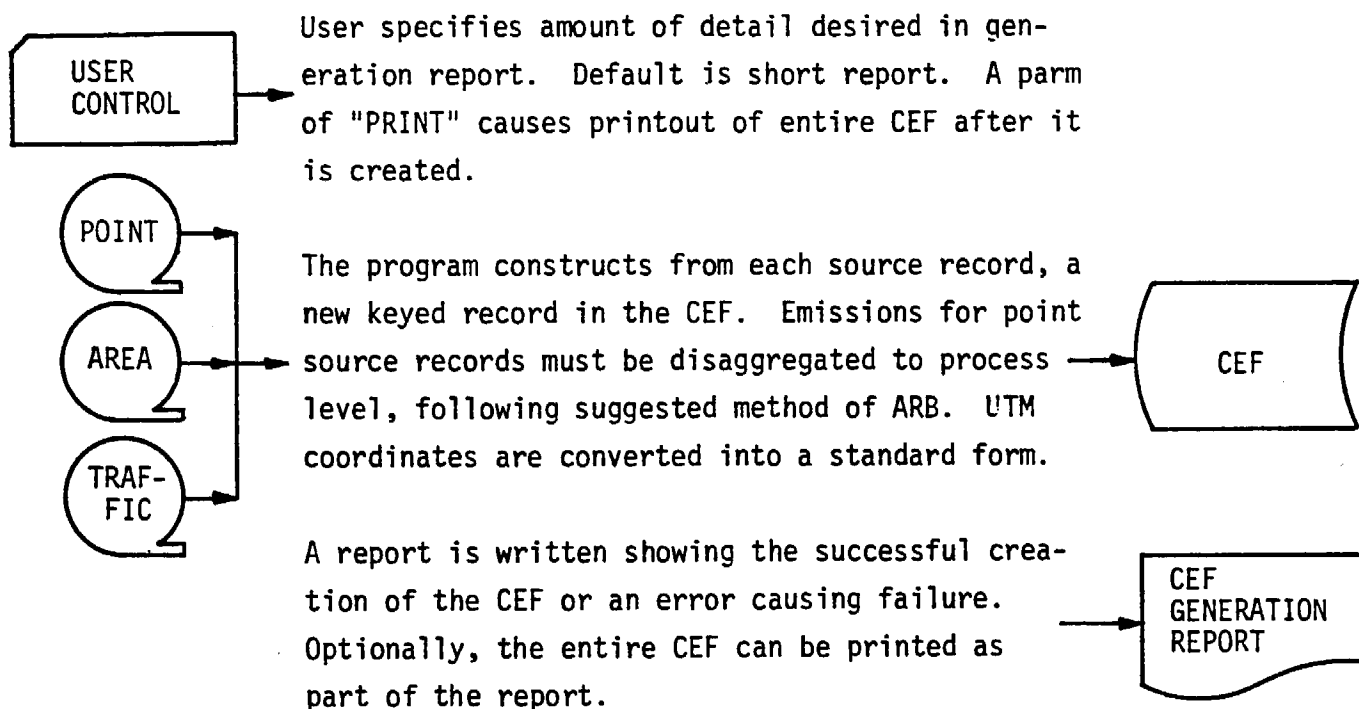 User specifies amount of detail desired in gen-
eration report. Default is short report. A parm
of "PRINT" causes printout of entire CEF after it
is created.
USER
CONTROL
POINT
AREA
TRAF-
FIC
The program constructs from each source record, a
new keyed record in the CEF. Emissions for point
source records must be disaggregated to process
level, following suggested method of ARB. UTM
coordinates are converted into a standard form.
CEF
A report is written showing the successful crea-
tion of the CEF or an error causing failure.
Optionally, the entire CEF can be printed as
part of the report.
CEF
GENERATION
REPORT